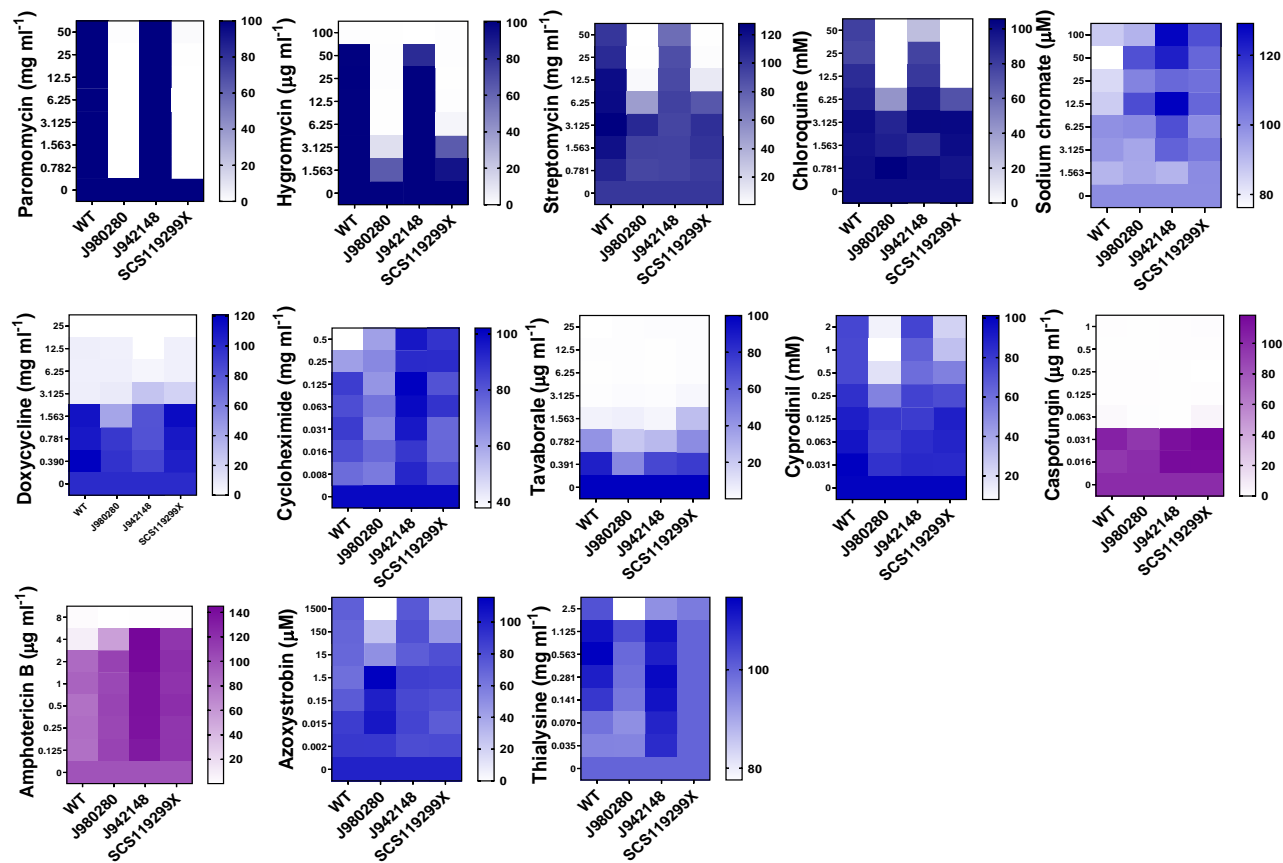 Paromomycin (mg ml⁻¹)
50
25
12.5
6.25
3.125
1.563
0.782
0
WT
J980280
J942148
SCS119299X
100
80
60
40
20
0
Hygromycin (μg ml⁻¹)
100
50
25
12.5
6.25
3.125
1.563
0
WT
J980280
J942148
SCS119299X
100
80
60
40
20
0
Streptomycin (mg ml⁻¹)
50
25
12.5
6.25
3.125
1.563
0.781
0
WT
J980280
J942148
SCS119299X
120
100
80
60
40
20
Chloroquine (mM)
50
25
12.5
6.25
3.125
1.563
0.781
0
WT
J980280
J942148
SCS119299X
100
80
60
40
20
0
Sodium chromate (μM)
100
50
25
12.5
6.25
3.125
1.563
0
WT
J980280
J942148
SCS119299X
120
100
80
Doxycycline (mg ml⁻¹)
25
12.5
6.25
3.125
1.563
0.781
0.390
0
WT
J980280
J942148
SCS119299X
120
100
80
60
40
20
0
Cycloheximide (mg ml⁻¹)
0.5
0.25
0.125
0.063
0.031
0.016
0.008
0
WT
J980280
J942148
SCS119299X
100
80
60
40
Tavaborale (μg ml⁻¹)
25
12.5
6.25
3.125
1.563
0.782
0.391
0
WT
J980280
J942148
SCS119299X
100
80
60
40
20
Cyprodinil (mM)
2
1
0.5
0.25
0.125
0.063
0.031
0
WT
J980280
J942148
SCS119299X
100
80
60
40
20
Caspofungin (μg ml⁻¹)
1
0.5
0.25
0.125
0.063
0.031
0.016
0
WT
J980280
J942148
SCS119299X
100
80
60
40
20
0
Amphotericin B (μg ml⁻¹)
8
4
2
1
0.5
0.25
0.125
0
WT
J980280
J942148
SCS119299X
140
120
100
80
60
40
20
Azoxystrobin (μM)
1500
150
15
1.5
0.15
0.015
0.002
0
WT
J980280
J942148
SCS119299X
100
80
60
40
20
0
Thialysine (mg ml⁻¹)
2.5
1.125
0.563
0.281
0.141
0.070
0.035
0
WT
J980280
J942148
SCS119299X
100
80